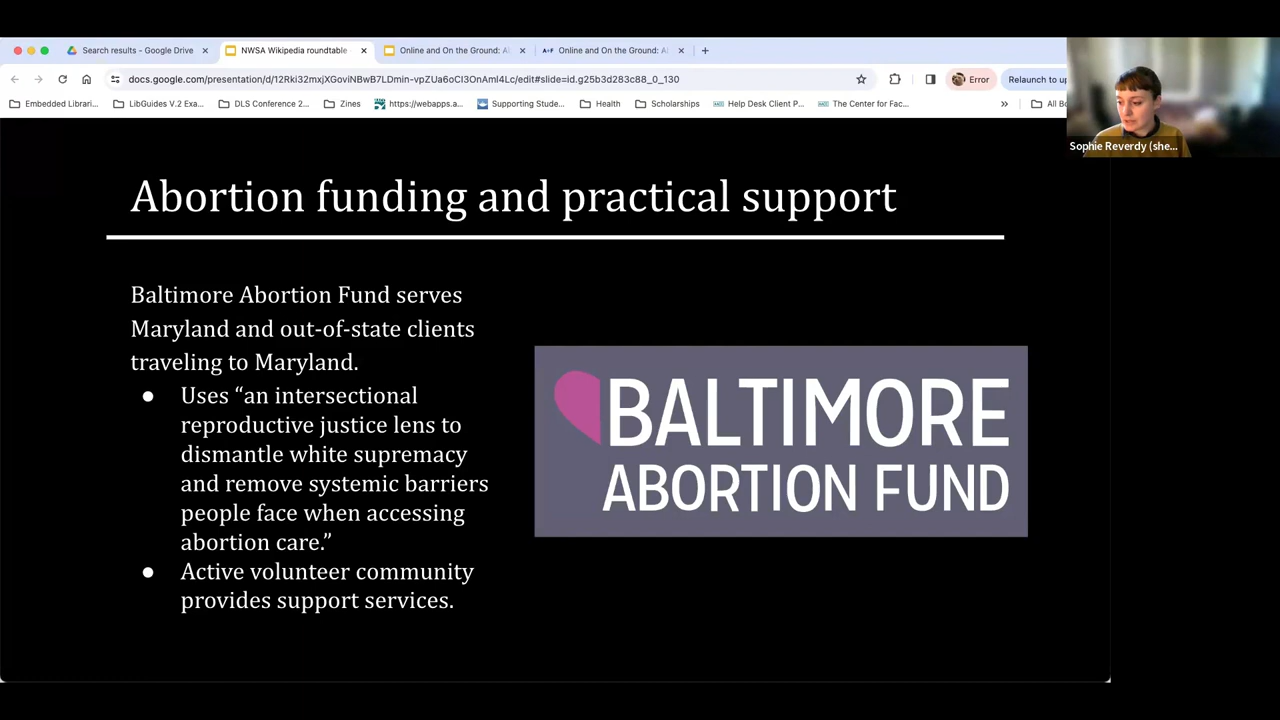 Search results - Google Drive
NWSA Wikipedia roundtable
Online and On the Ground: A
A+F Online and On the Ground: A
docs.google.com/presentation/d/12Rki32mxjXGoviNBwB7LDmin-vpZUa6oCI3OnAmI4Lc/edit#slide=id.g25b3d283c88_0_130
Error
Relaunch to up
Embedded Librari...
LibGuides V.2 Exa...
DLS Conference 2...
Zines
https://webapps.a...
Supporting Stude...
Health
Scholarships
Help Desk Client P...
The Center for Fac...
»
All Bo
Sophie Reverdy (she...
Abortion funding and practical support
Baltimore Abortion Fund serves
Maryland and out-of-state clients
traveling to Maryland.
● Uses “an intersectional
reproductive justice lens to
dismantle white supremacy
and remove systemic barriers
people face when accessing
abortion care.”
● Active volunteer community
provides support services.
BALTIMORE
ABORTION FUND